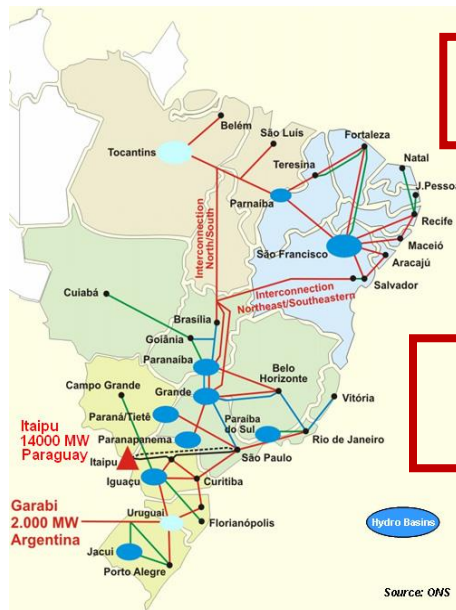 Belém
São Luís
Fortaleza
Tocantins
Teresina
Natal
Parnaíba
J.Pessoa
Recife
Interconnection
North/South
São Francisco
Maceió
Aracajú
Salvador
Interconnection
Northeast/Southeastern
Cuiabá
Brasília
Goiânia
Paranaíba
Belo
Horizonte
Campo Grande
Grande
Vitória
Paraná/Tietê
Paraiba
do Sul
Itaipu
14000 MW
Paraguay
Paranapanema
Rio de Janeiro
São Paulo
Itaipu
Iguaçu
Curitiba
Garabi
2.000 MW
Argentina
Uruguai
Florianópolis
Hydro Basins
Jacui
Porto Alegre
Source: ONS